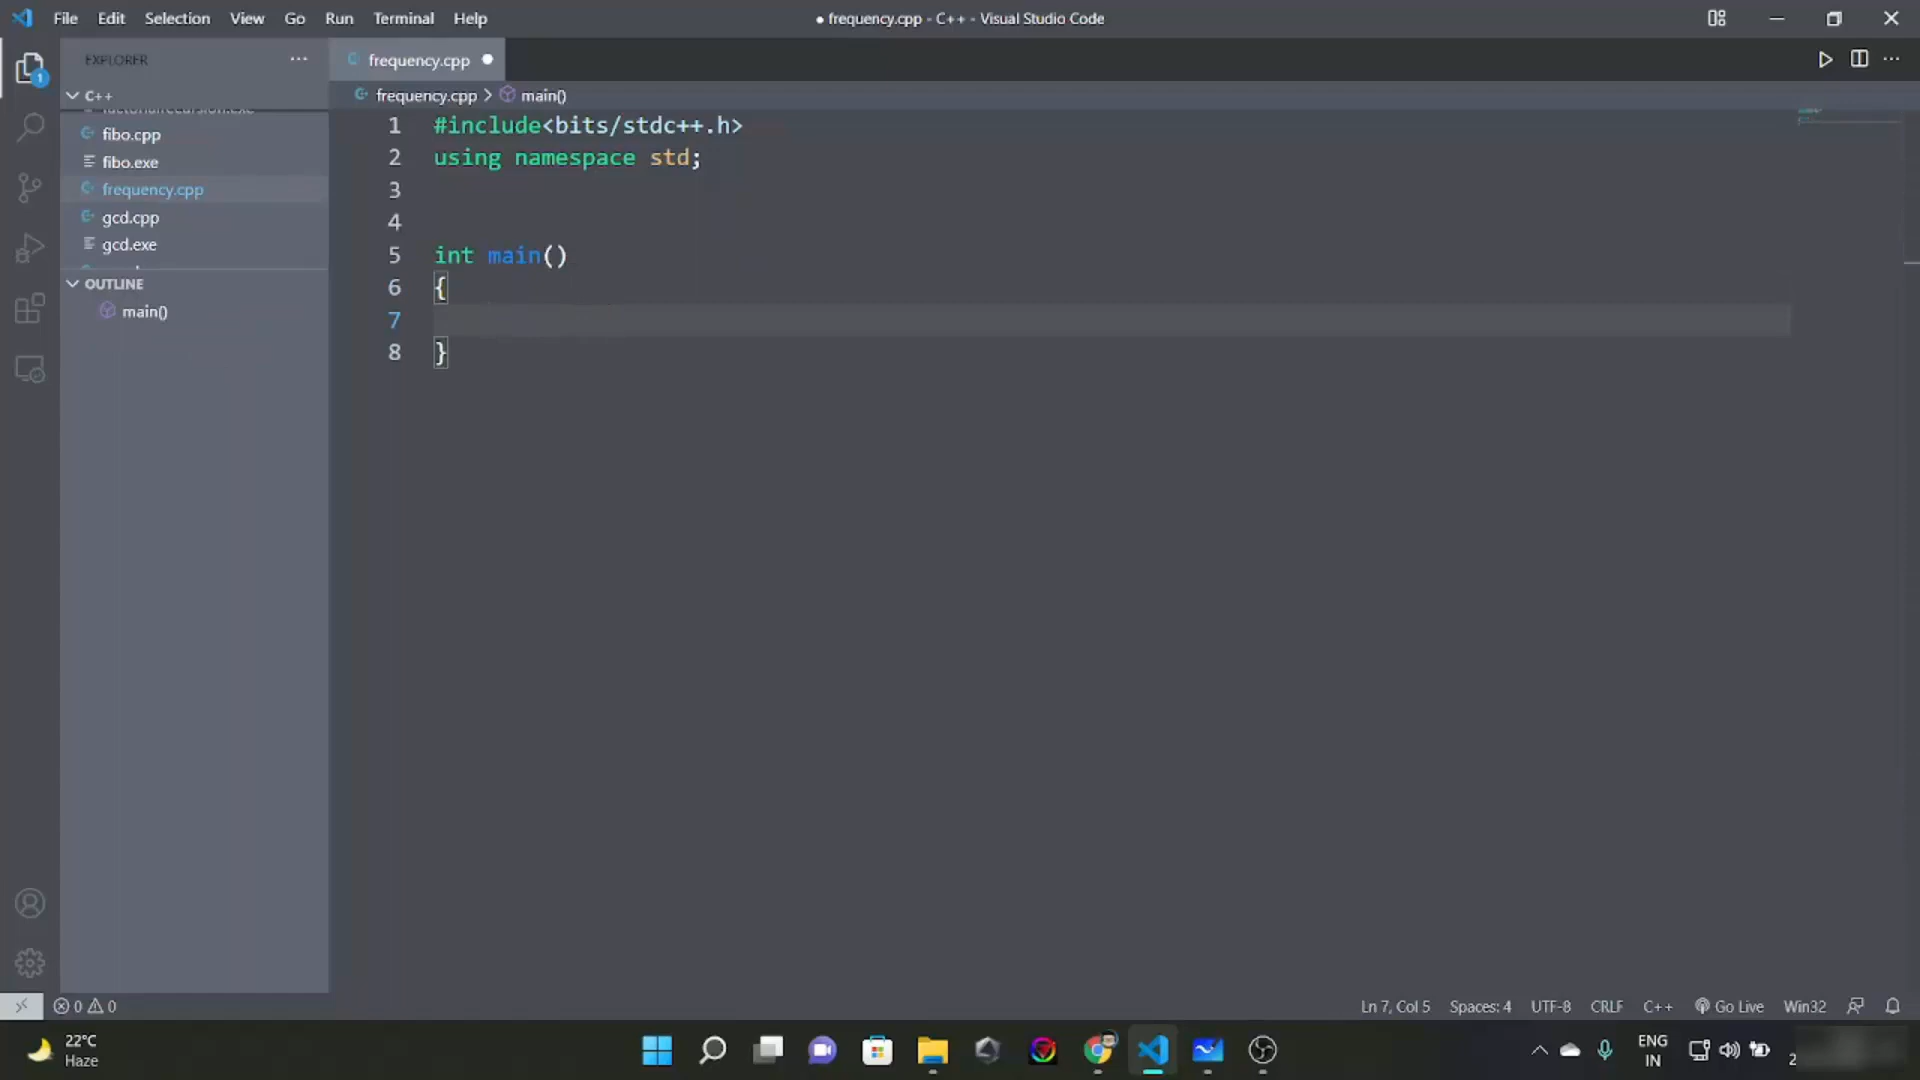 File Edit Selection View Go Run Terminal Help
● frequency.cpp - C++ - Visual Studio Code
EXPLORER
frequency.cpp
C++
frequency.cpp > main()
fibo.cpp
fibo.exe
frequency.cpp
gcd.cpp
gcd.exe
OUTLINE
main()
1 #include<bits/stdc++.h>
2 using namespace std;
3
4
5 int main()
6 {
7
8 }
1
0 0
Ln 7, Col 5 Spaces: 4 UTF-8 CRLF C++ Go Live Win32
22°C
Haze
ENG
IN
2